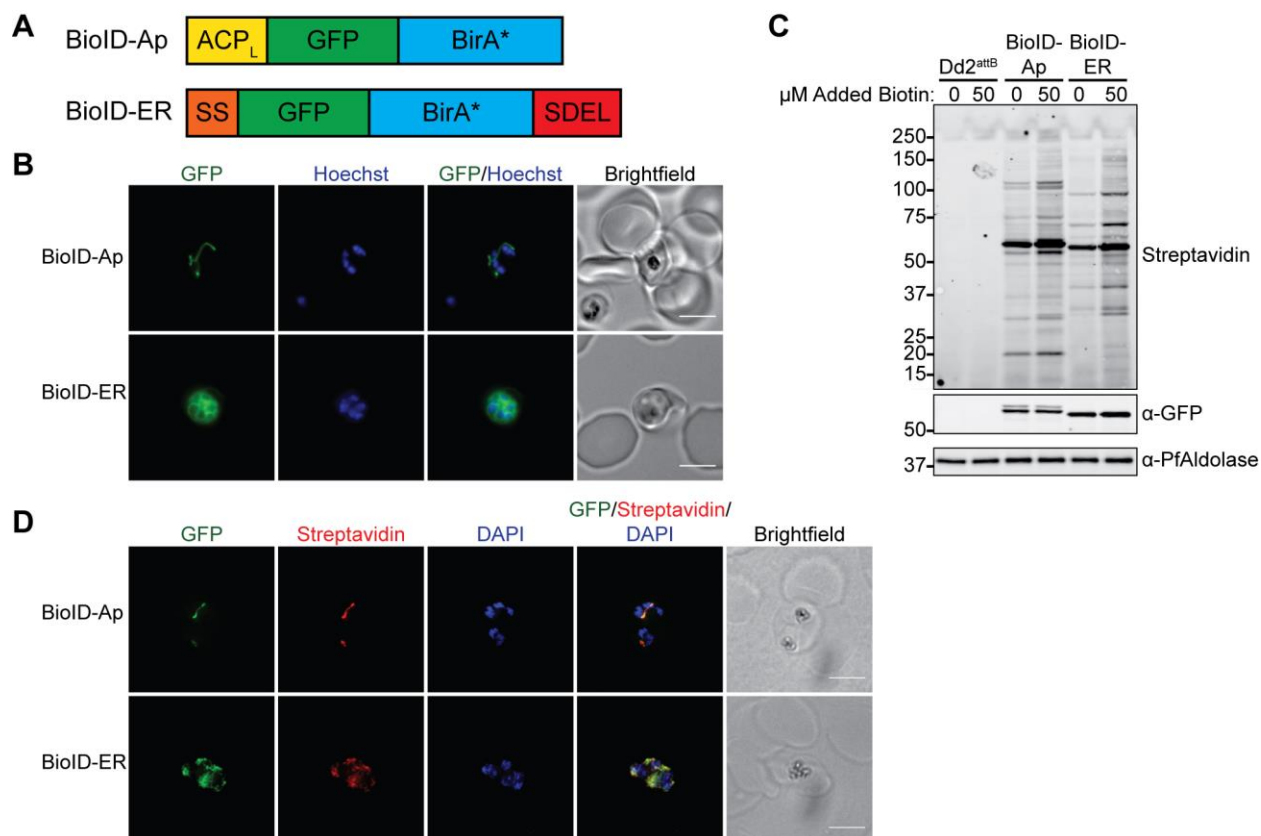 A
BioID-Ap
ACPL GFP BirA*
BioID-ER
SS GFP BirA* SDEL
B
GFP Hoechst GFP/Hoechst Brightfield
BioID-Ap
BioID-ER
C
BioID- BioID-
Dd2attB Ap ER
µM Added Biotin: 0 50 0 50 0 50
250
150
100
75
50
37
25
20
15
Streptavidin
50
α-GFP
37
α-PfAldolase
D
GFP/Streptavidin/
GFP Streptavidin DAPI DAPI Brightfield
BioID-Ap
BioID-ER